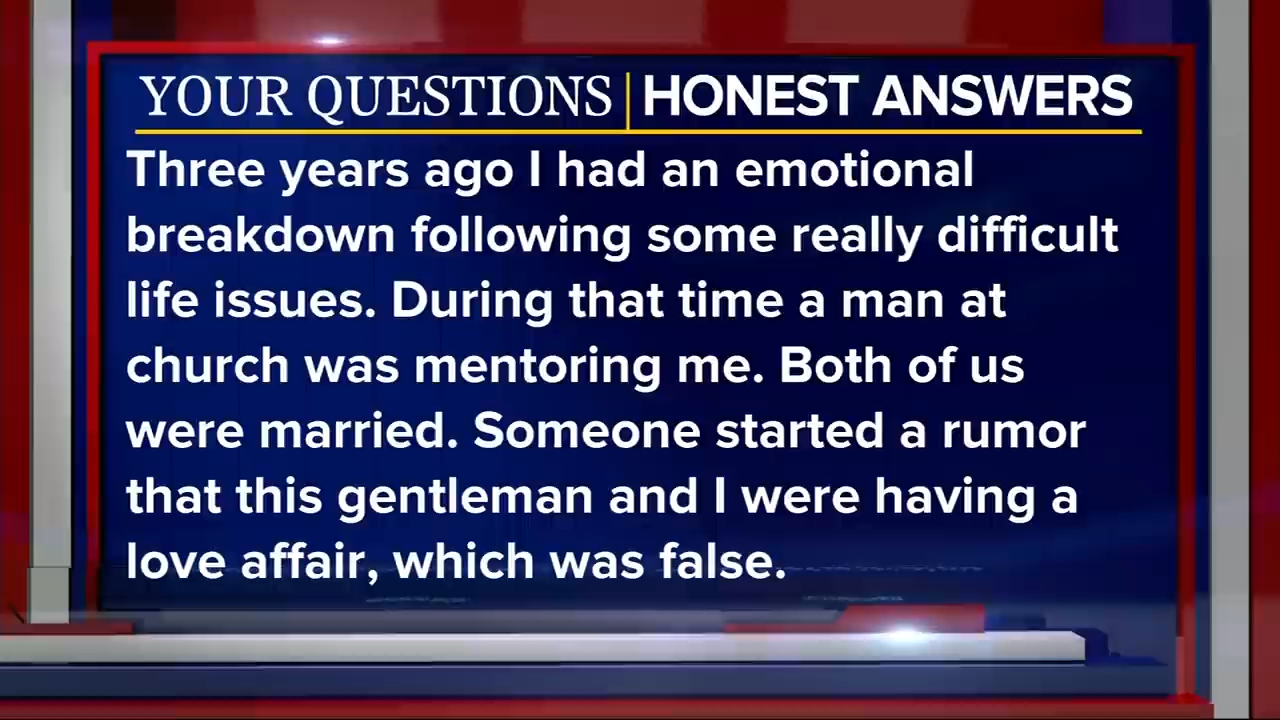 YOUR QUESTIONS | HONEST ANSWERS
Three years ago I had an emotional
breakdown following some really difficult
life issues. During that time a man at
church was mentoring me. Both of us
were married. Someone started a rumor
that this gentleman and I were having a
love affair, which was false.